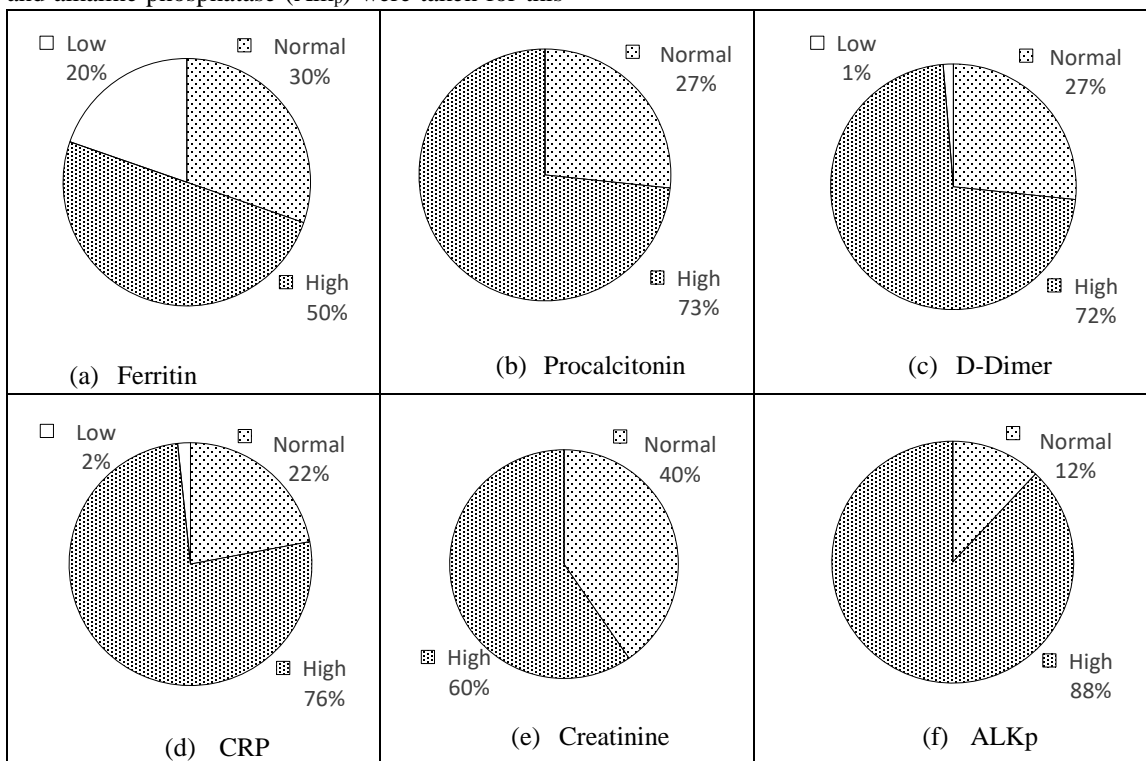 and alkaline phosphatase (Alkp) were taken for this
Low
20%
Normal
30%
High
50%
(a) Ferritin
Normal
27%
High
73%
(b) Procalcitonin
Low
1%
Normal
27%
High
72%
(c) D-Dimer
Low
2%
Normal
22%
High
76%
(d) CRP
Normal
40%
High
60%
(e) Creatinine
Normal
12%
High
88%
(f) ALKp